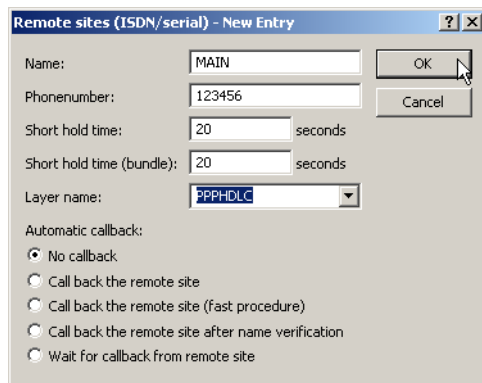 Remote sites (ISDN/serial) - New Entry
Name: MAIN OK
Phonenumber: 123456 Cancel
Short hold time: 20 seconds
Short hold time (bundle): 20 seconds
Layer name: PPPHDLC
Automatic callback:
No callback
Call back the remote site
Call back the remote site (fast procedure)
Call back the remote site after name verification
Wait for callback from remote site